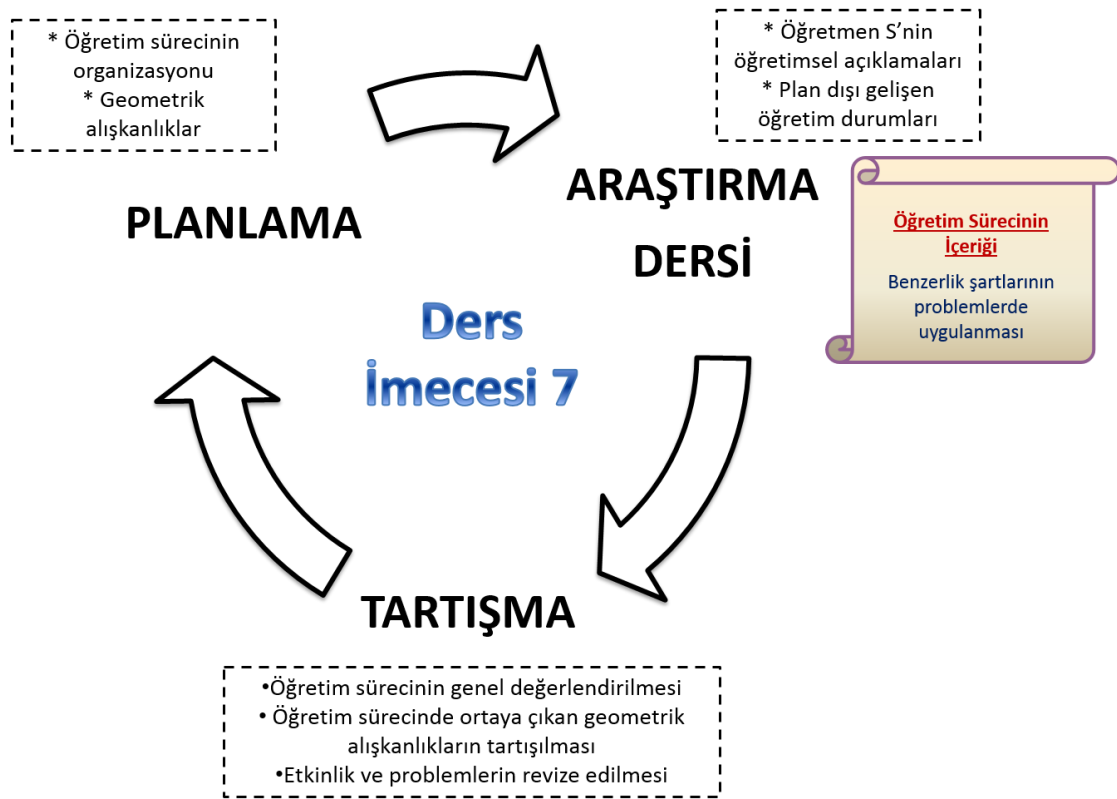 * Öğretim sürecinin
organizasyonu
* Geometrik
alışkanlıklar
* Öğretmen S’nin
öğretimsel açıklamaları
* Plan dışı gelişen
öğretim durumları
PLANLAMA
ARAŞTIRMA
DERSİ
Öğretim Sürecinin
İçeriği
Benzerlik şartlarının
problemlerde
uygulanması
Ders
İmecesi 7
TARTIŞMA
•Öğretim sürecinin genel değerlendirilmesi
• Öğretim sürecinde ortaya çıkan geometrik
alışkanlıkların tartışılması
•Etkinlik ve problemlerin revize edilmesi